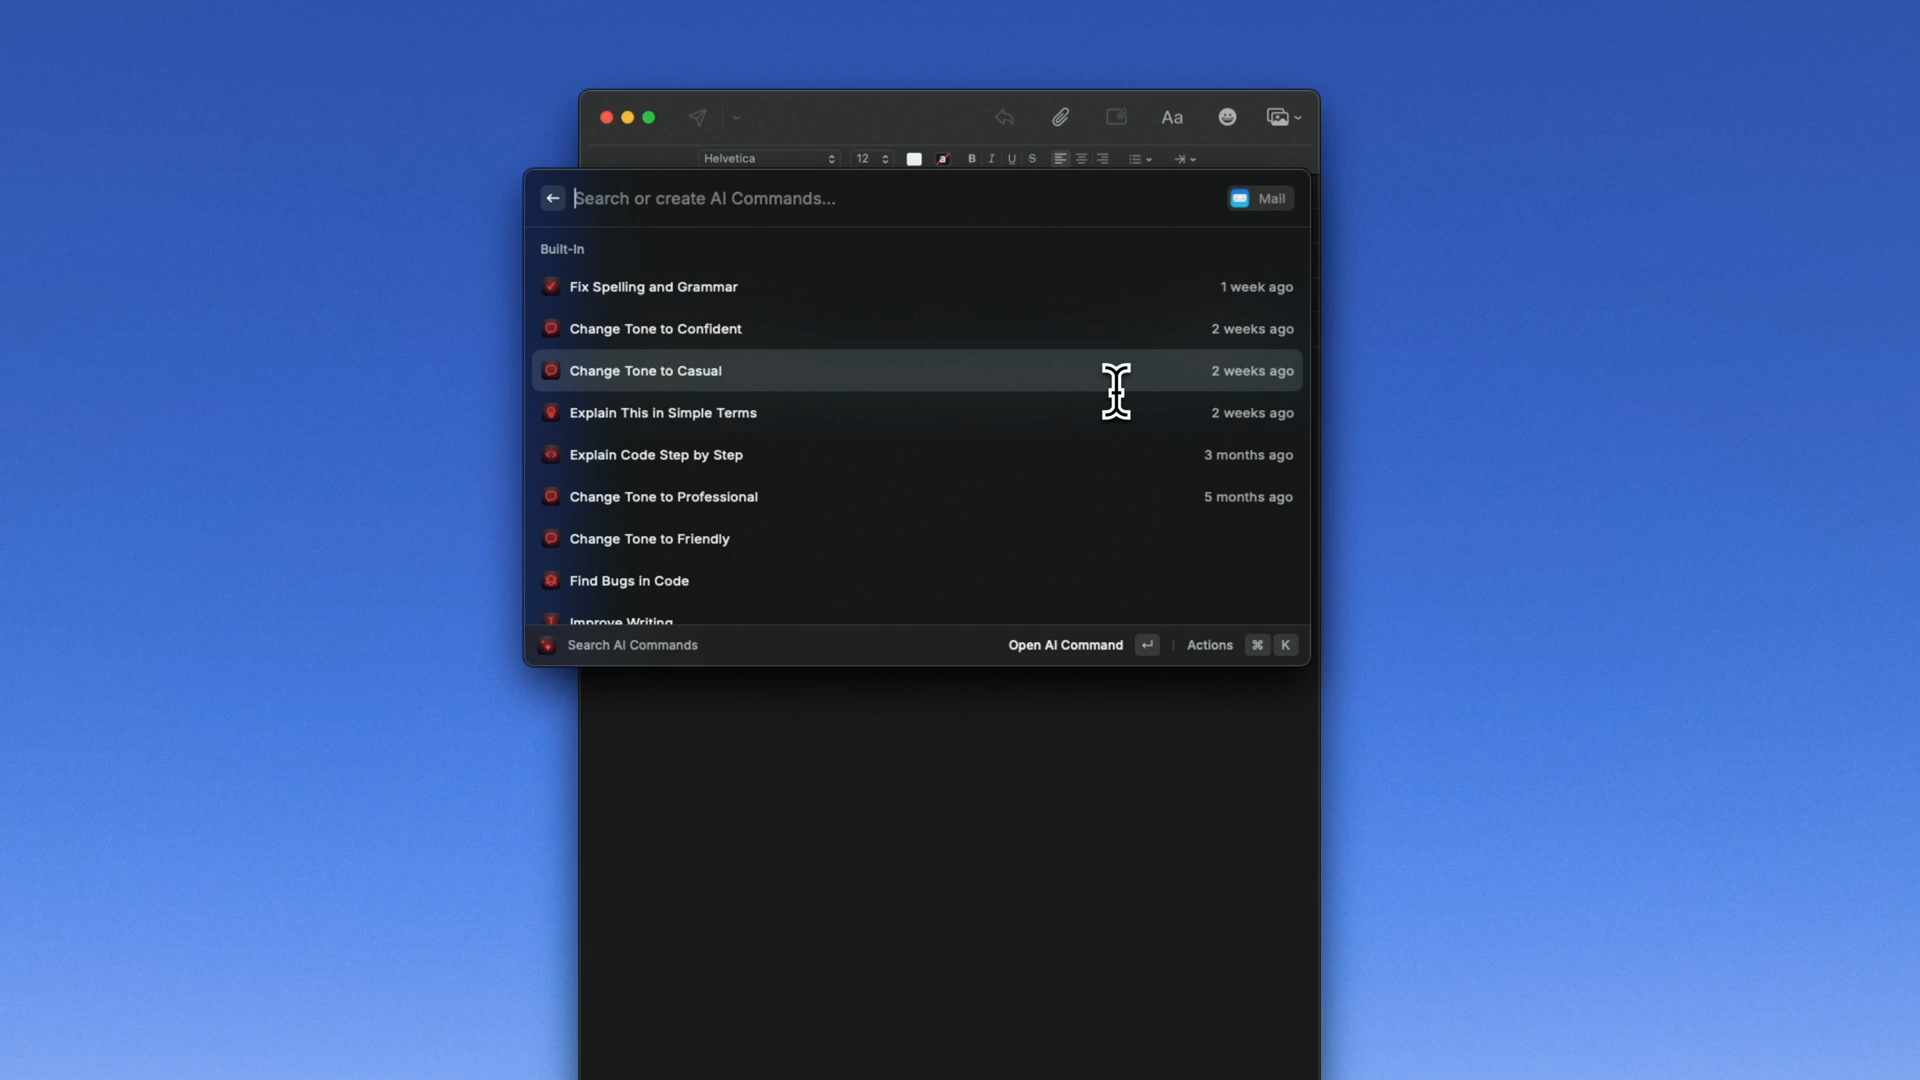 Aa
Helvetica 12 a B I U S
Search or create AI Commands... Mail
Built-In
Fix Spelling and Grammar 1 week ago
Change Tone to Confident 2 weeks ago
Change Tone to Casual 2 weeks ago
Explain This in Simple Terms 2 weeks ago
Explain Code Step by Step 3 months ago
Change Tone to Professional 5 months ago
Change Tone to Friendly
Find Bugs in Code
Improve Writing
Search AI Commands Open AI Command ↵ | Actions ⌘ K